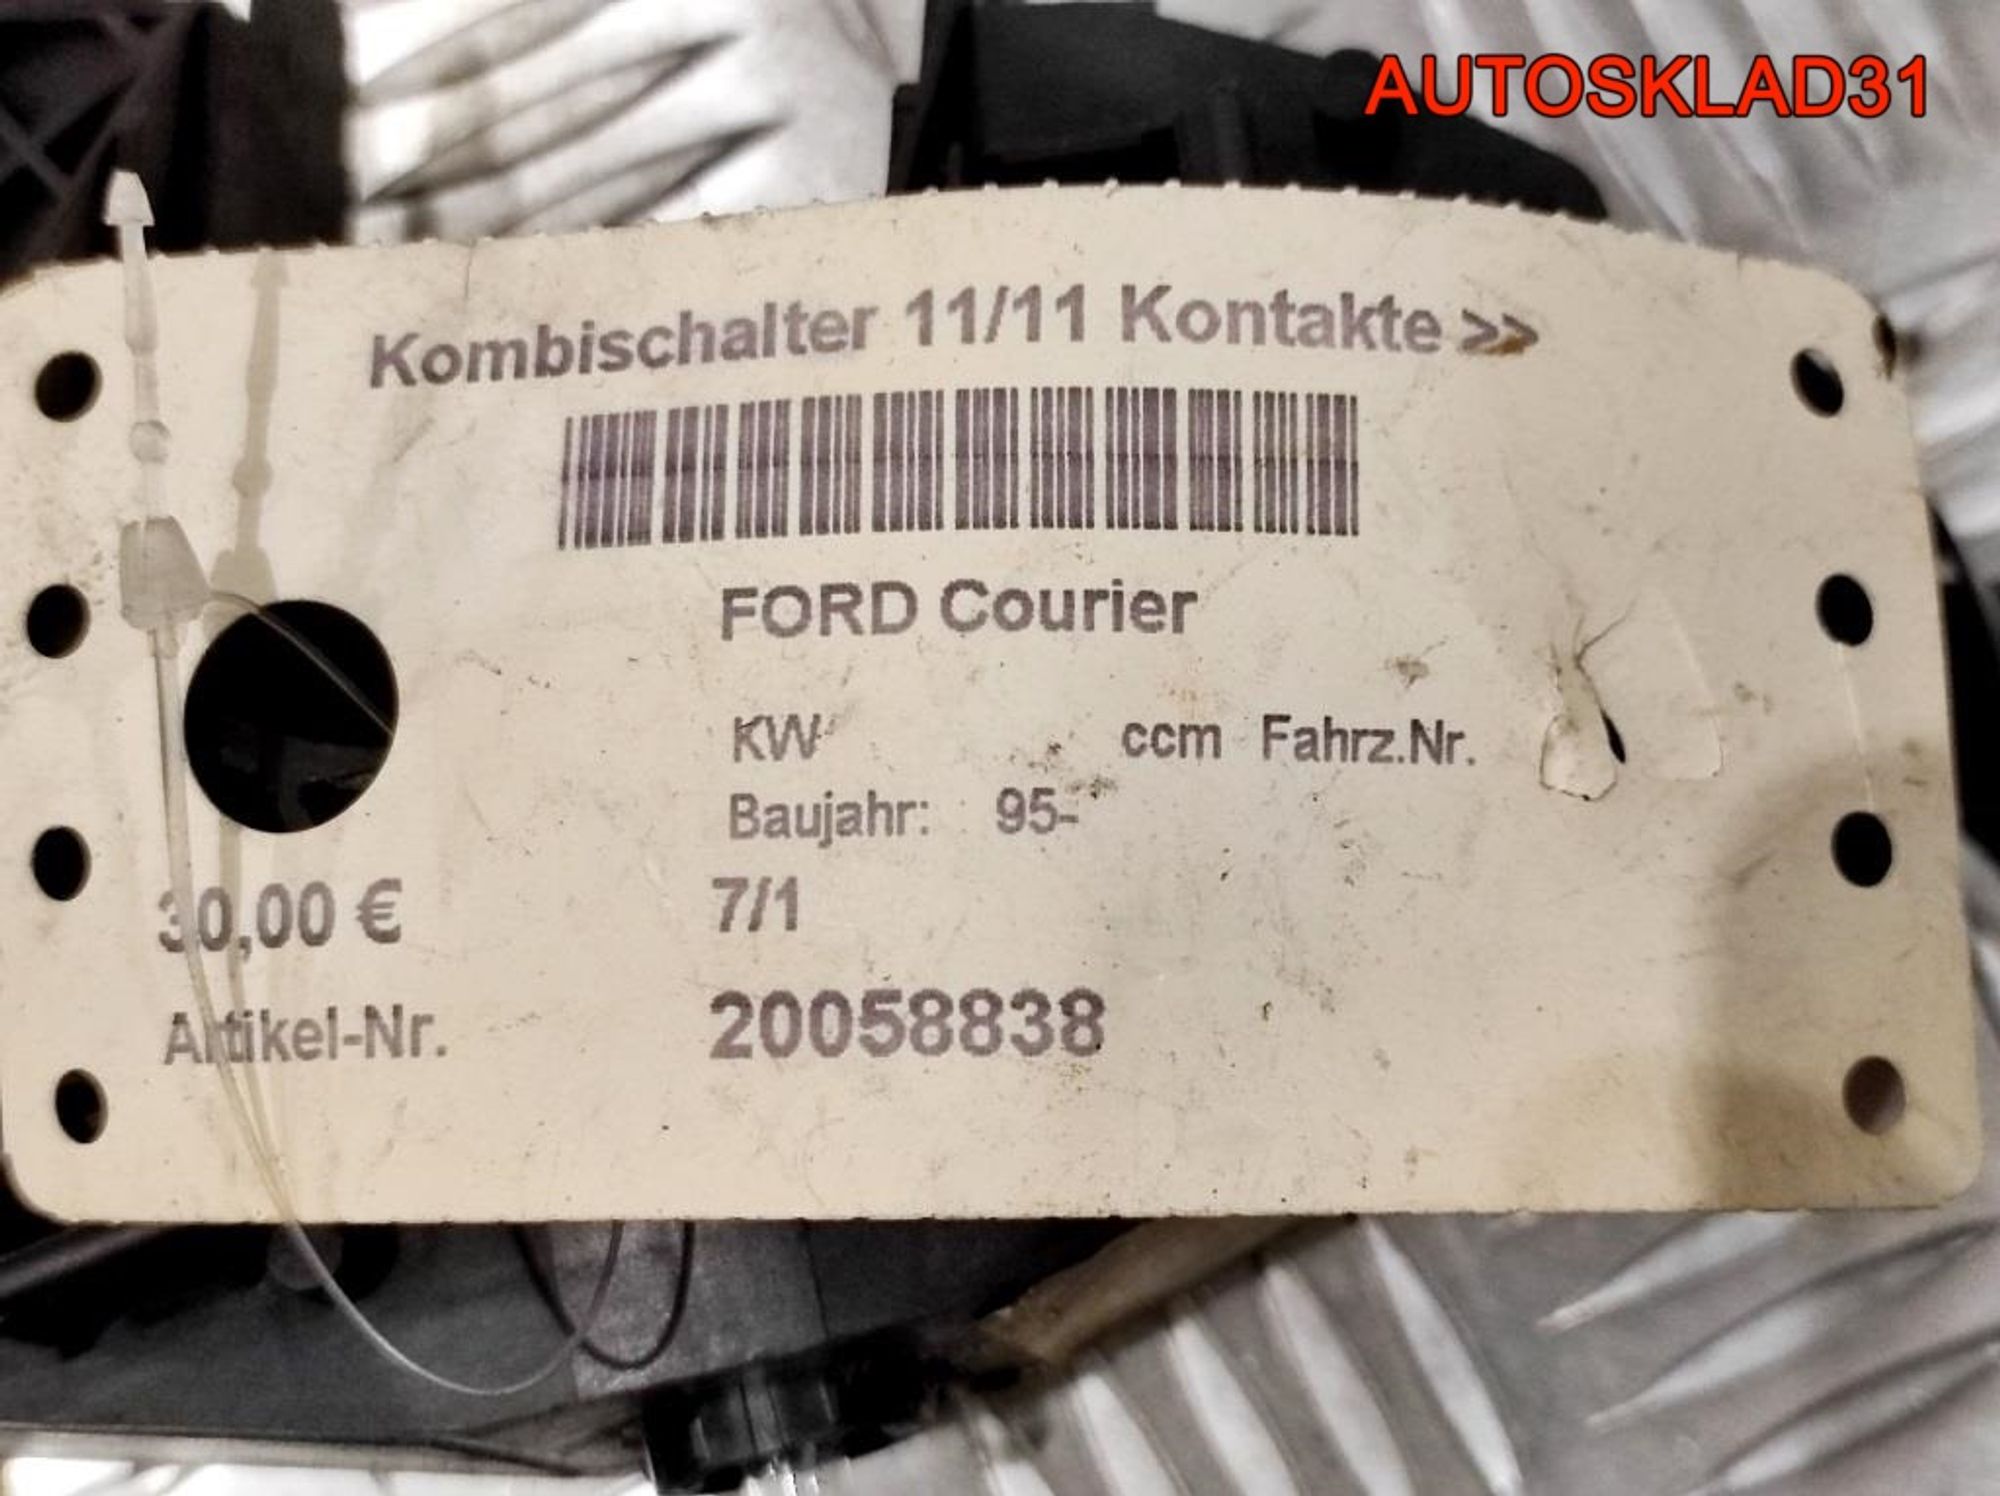 AUTOSKLAD31
Kombischalter 11/11 Kontakte >>
FORD Courier
KW ccm Fahrz.Nr.
Baujahr: 95-
30,00 € 7/1
Artikel-Nr. 20058838